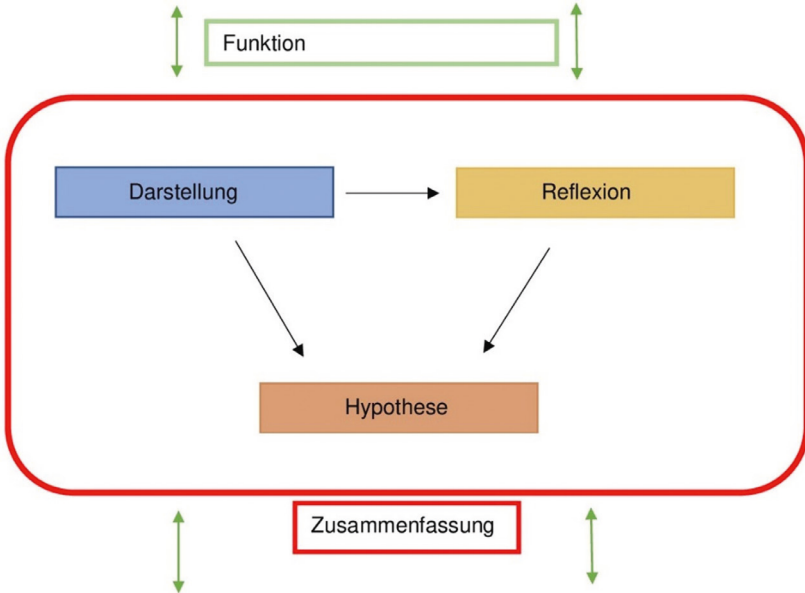 Funktion
Darstellung
Reflexion
Hypothese
Zusammenfassung